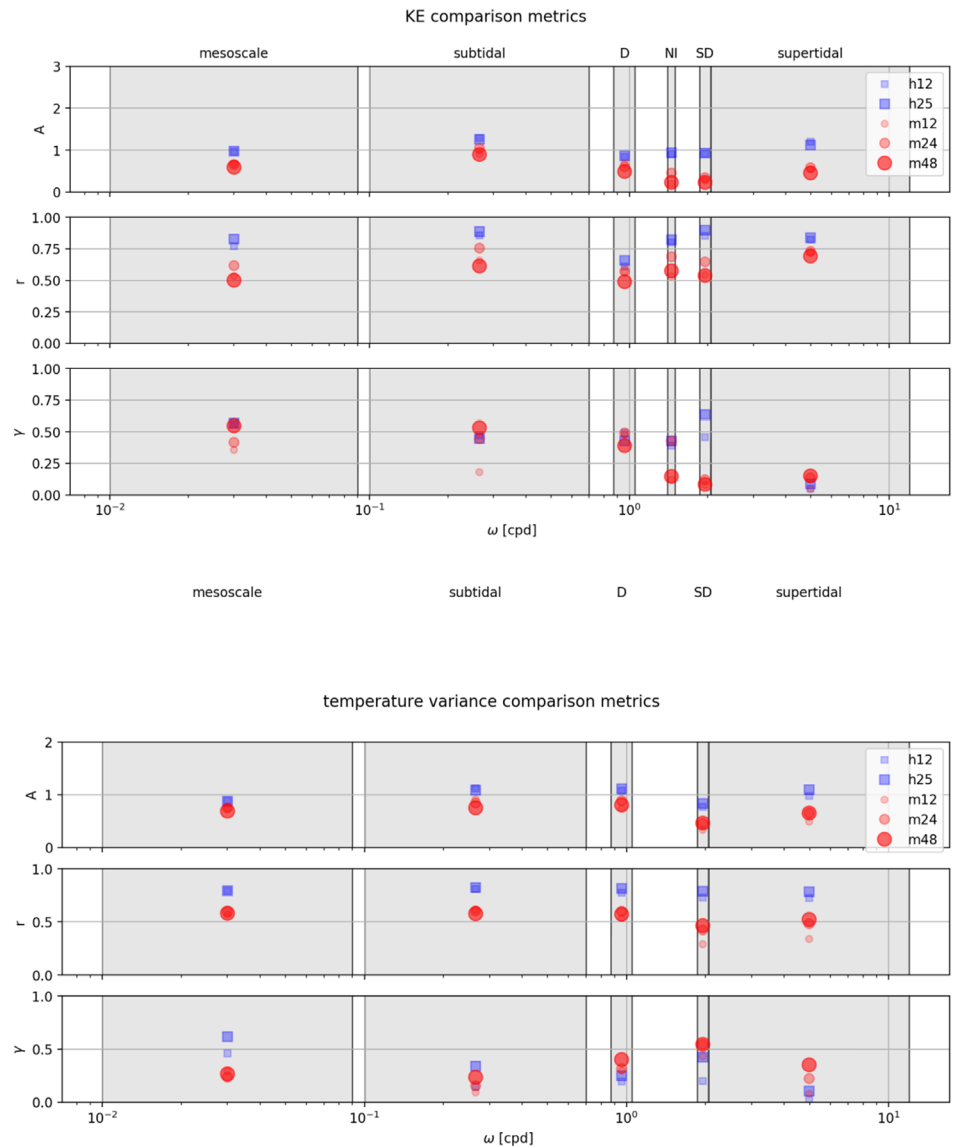 KE comparison metrics
mesoscale subtidal D NI SD supertidal
3
2
A
1
0
h12
h25
m12
m24
m48
1.00
0.75
r
0.50
0.25
0.00
1.00
0.75
γ
0.50
0.25
0.00
10⁻² 10⁻¹ 10⁰ 10¹
ω [cpd]
mesoscale subtidal D SD supertidal
temperature variance comparison metrics
2
A
1
0
h12
h25
m12
m24
m48
1.0
r
0.5
0.0
1.0
γ
0.5
0.0
10⁻² 10⁻¹ 10⁰ 10¹
ω [cpd]